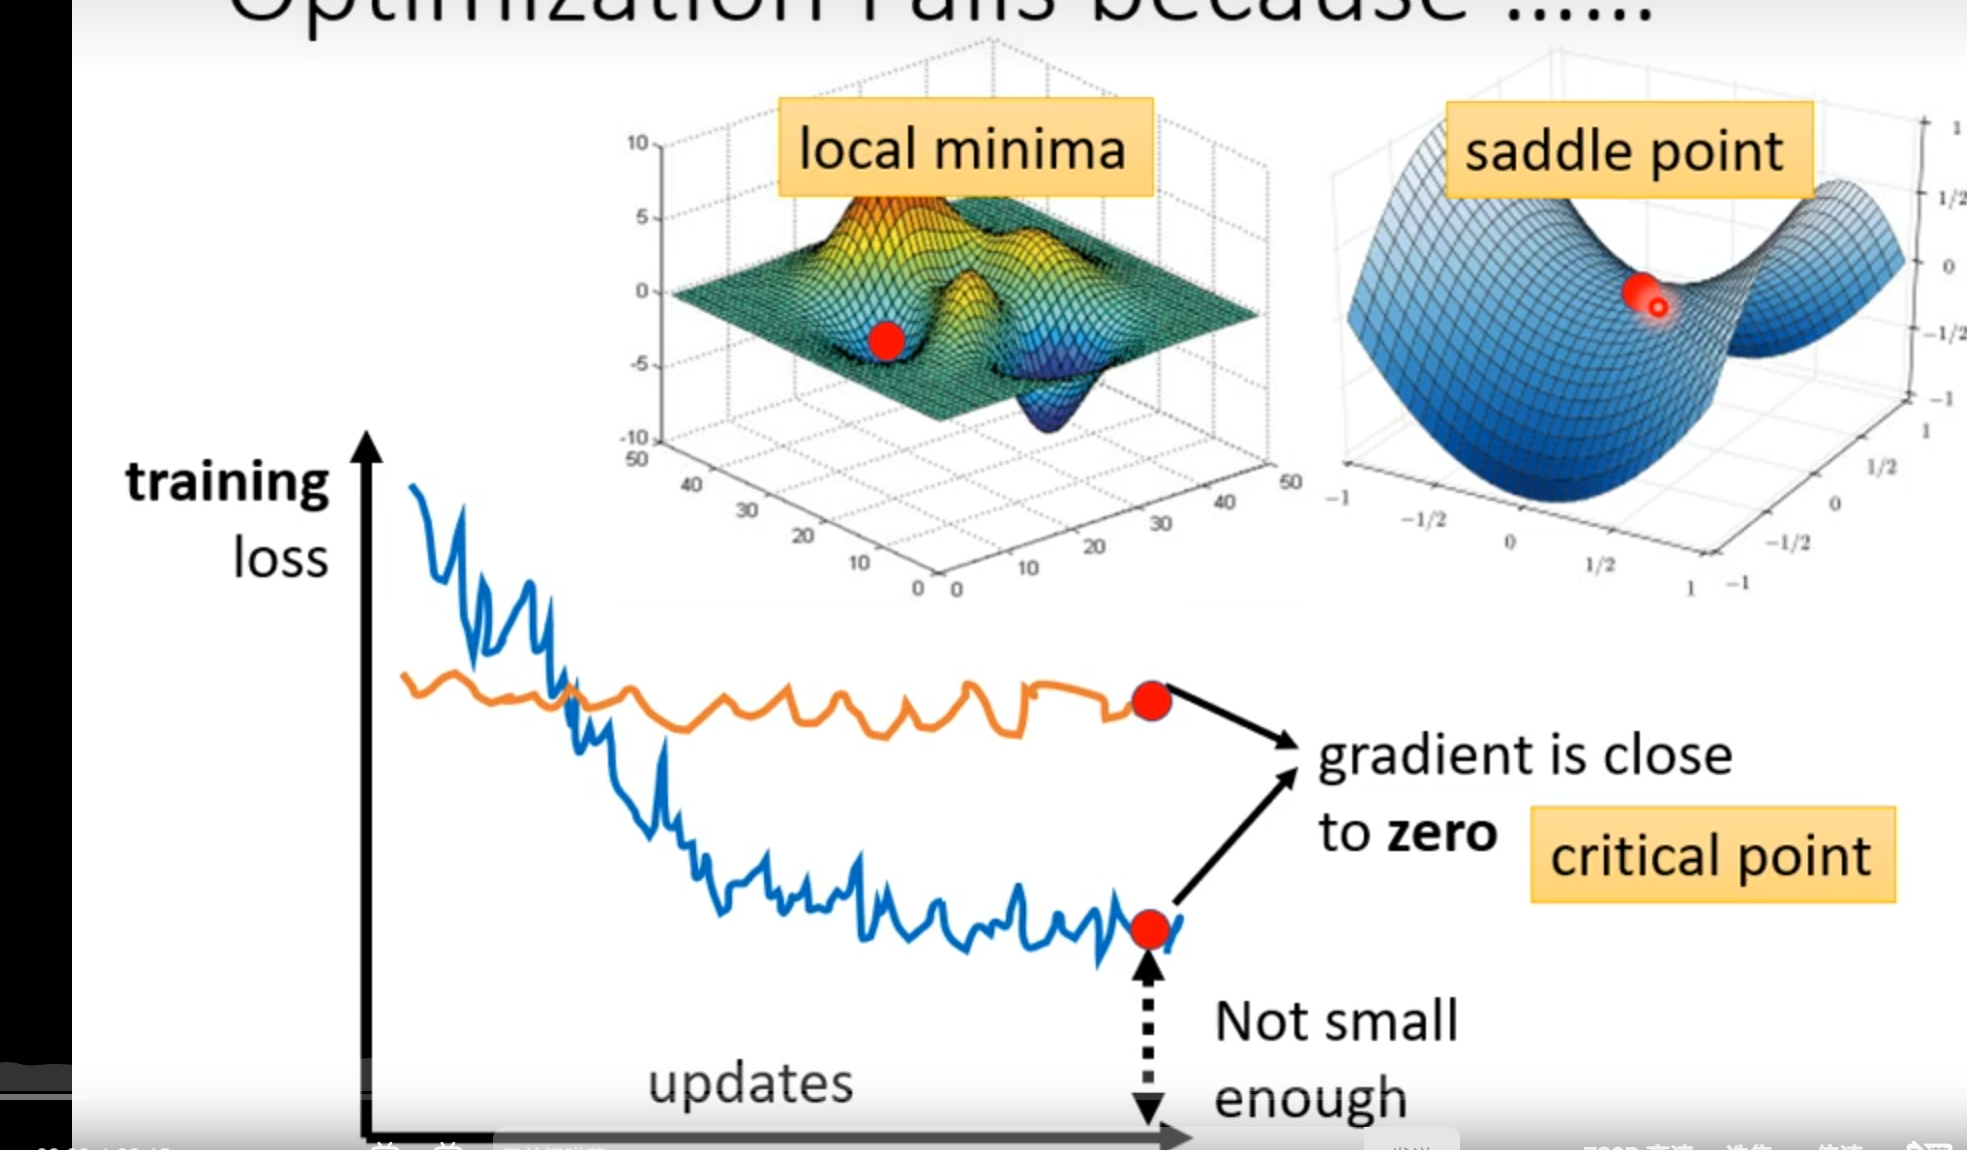 Optimization Fails because ......
local minima
saddle point
10
5
0
-5
-10
50
40
30
20
10
0
0
10
20
30
40
50
1
1/2
0
−1/2
−1
−1
−1/2
0
1/2
1
−1
−1/2
0
1/2
1
training
loss
gradient is close
to zero
critical point
Not small
enough
updates